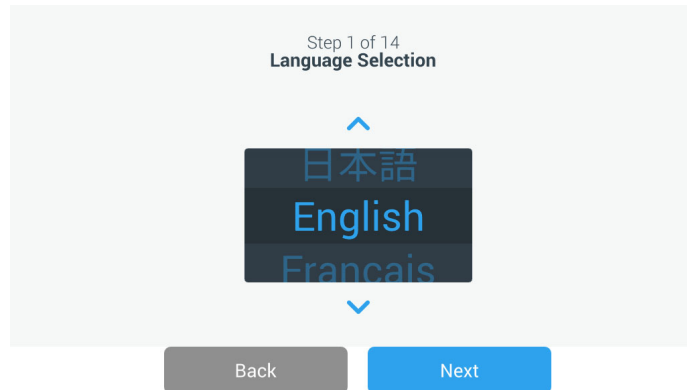 Step 1 of 14
Language Selection
日本語
English
Francais
Back
Next